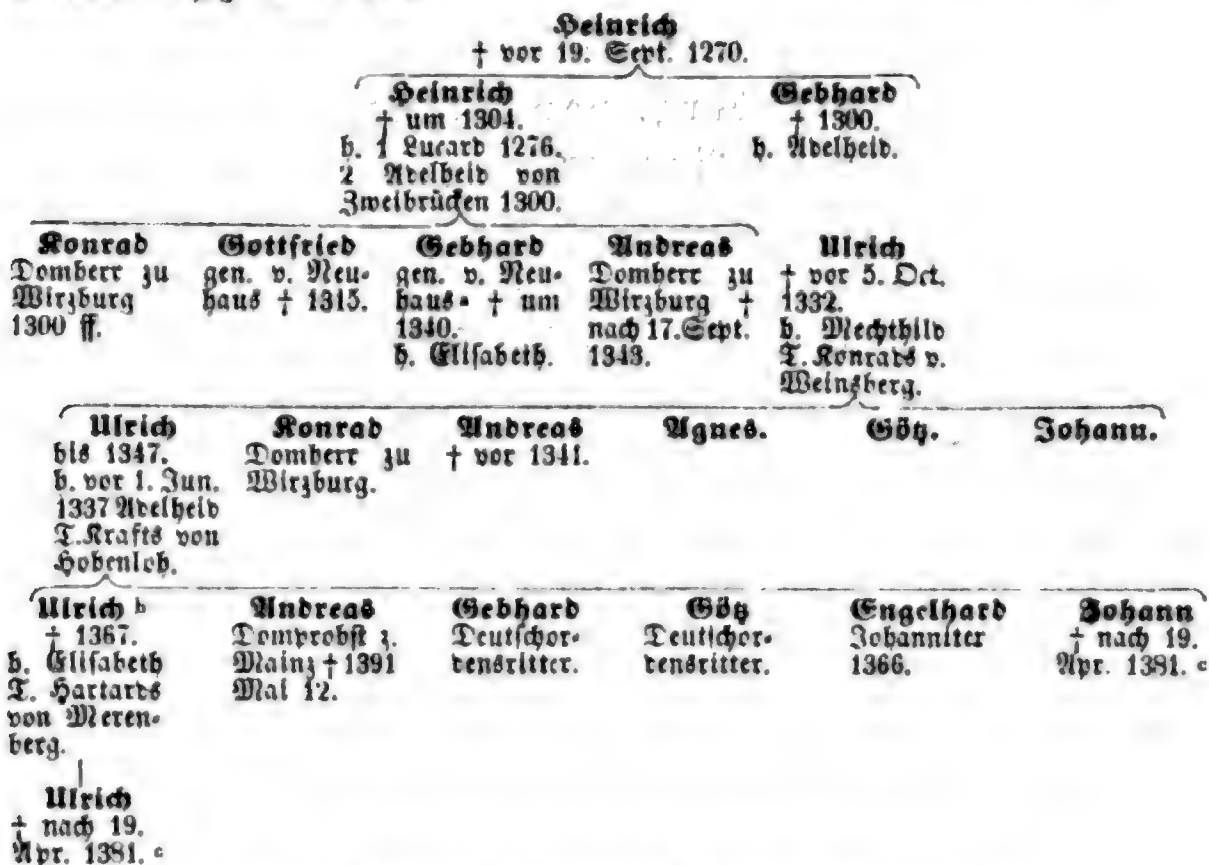 Heinrich
† vor 19. Sept. 1270.
Heinrich
† um 1304.
h. 1 Lucard 1276.
2 Adelheid von
Zweibrücken 1300.
Gebhard
† 1300.
h. Adelheid.
Konrad
Domherr zu
Wirzburg
1300 ff.
Gottfried
gen. v. Neu-
haus † 1315.
Gebhard
gen. v. Neu-
haus a † um
1340.
h. Elisabeth.
Andreas
Domherr zu
Wirzburg †
nach 17. Sept.
1343.
Ulrich
† vor 5. Oct.
1332.
h. Mechthild
T. Konrads v.
Weinsberg.
Ulrich
bis 1347.
h. vor 1. Jun.
1337 Adelheid
T. Krafts von
Hohenloh.
Konrad
Domherr zu
Wirzburg.
Andreas
† vor 1341.
Agnes.
Götz.
Johann.
Ulrich b
† 1367.
h. Elisabeth
T. Hartards
von Meren-
berg.
Andreas
Domprobst z.
Mainz † 1391
Mai 12.
Gebhard
Deutschor-
densritter.
Götz
Deutschor-
densritter.
Engelhard
Johanniter
1366.
Johann
† nach 19.
Apr. 1381. c
Ulrich
† nach 19.
Apr. 1381. c